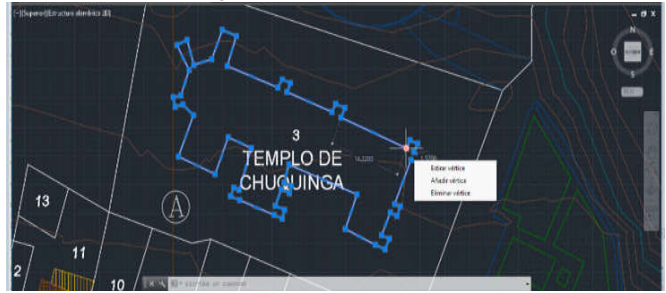 [-][Superior][Estructura alámbrica 2D]
N
O
E
S
3
TEMPLO DE
CHUQUINGA
Estirar vértice
Añadir vértice
Eliminar vértice
A
13
11
2
10